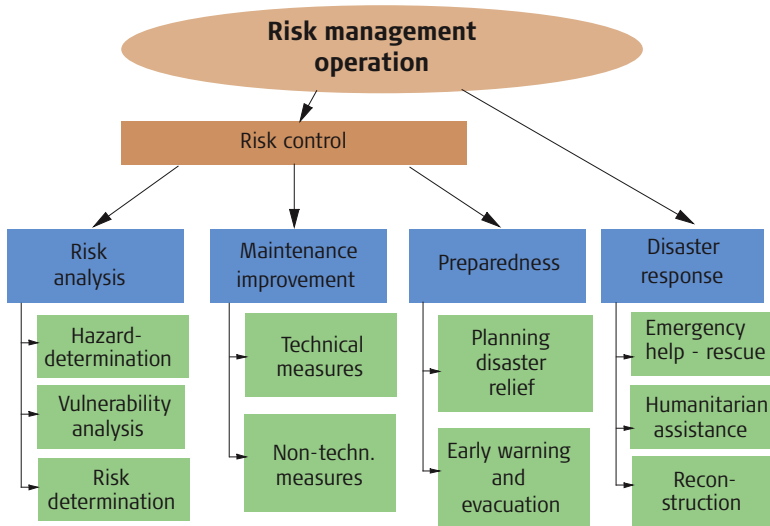 Risk management
operation
Risk control
Risk
analysis
Hazard-
determination
Vulnerability
analysis
Risk
determination
Maintenance
improvement
Technical
measures
Non-techn.
measures
Preparedness
Planning
disaster
relief
Early warning
and
evacuation
Disaster
response
Emergency
help - rescue
Humanitarian
assistance
Recon-
struction